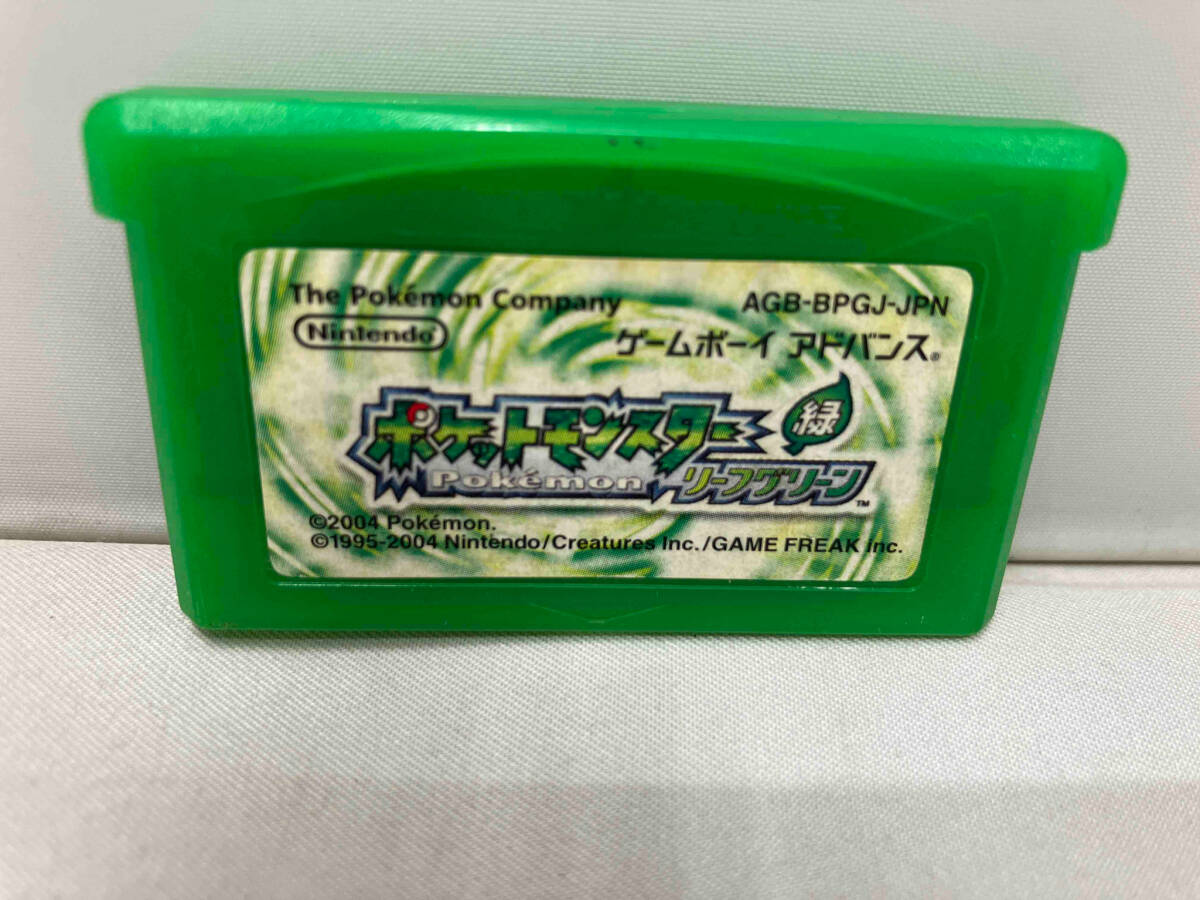 The Pokémon Company
AGB-BPGJ-JPN
Nintendo
ゲームボーイ アドバンス®
ポケットモンスター
緑
Pokémon
リーフグリーン™
©2004 Pokémon.
©1995-2004 Nintendo/Creatures Inc./GAME FREAK inc.